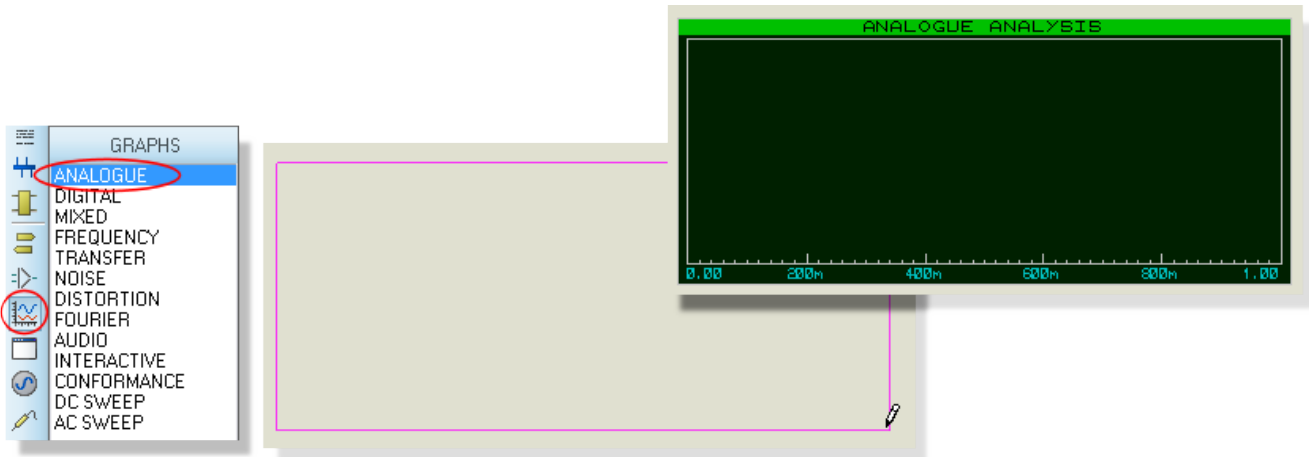 GRAPHS
ANALOGUE
DIGITAL
MIXED
FREQUENCY
TRANSFER
NOISE
DISTORTION
FOURIER
AUDIO
INTERACTIVE
CONFORMANCE
DC SWEEP
AC SWEEP
ANALOGUE ANALYSIS
0.00 200m 400m 600m 800m 1.00